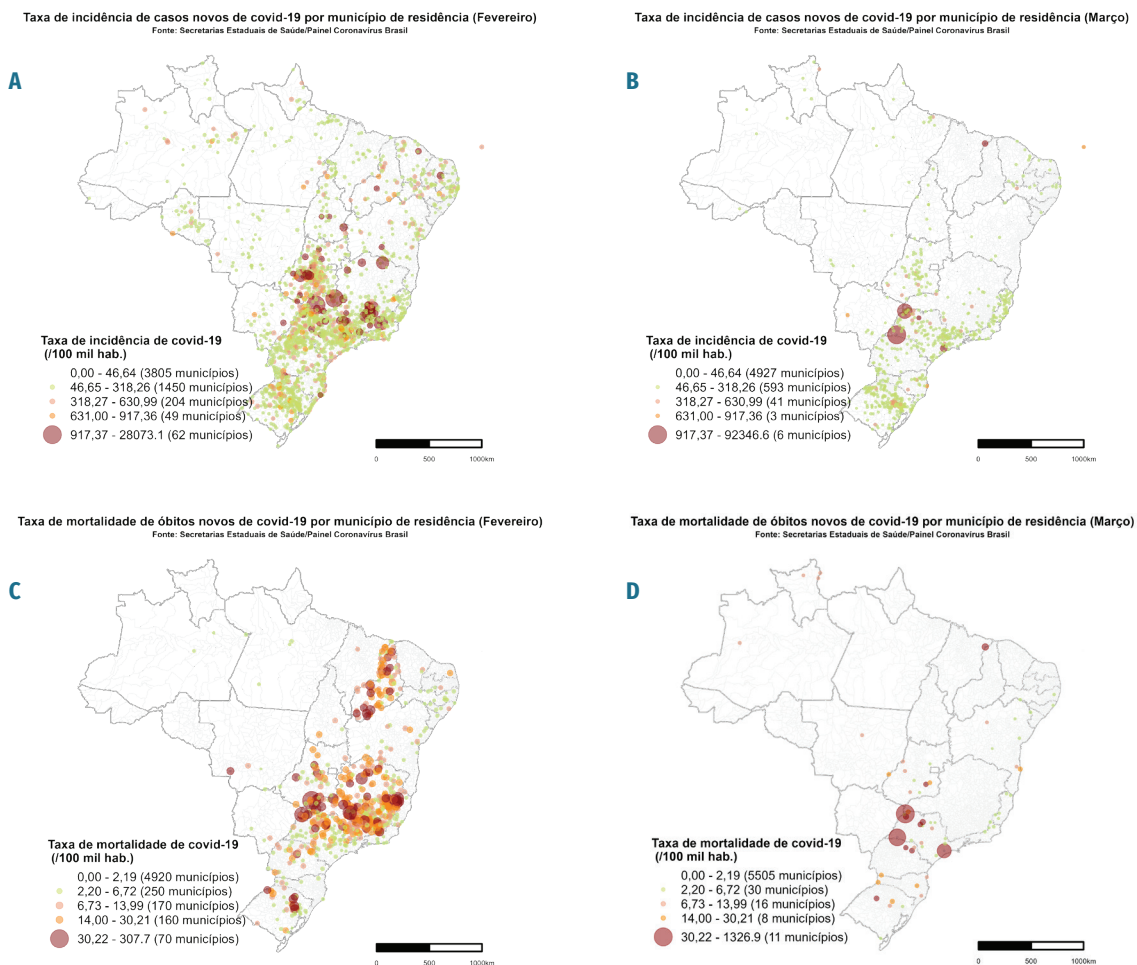 Taxa de incidência de casos novos de covid-19 por município de residência (Fevereiro)
Fonte: Secretarias Estaduais de Saúde/Painel Coronavírus Brasil
A
Taxa de incidência de covid-19
(/100 mil hab.)
0,00 - 46,64 (3805 municípios)
46,65 - 318,26 (1450 municípios)
318,27 - 630,99 (204 municípios)
631,00 - 917,36 (49 municípios)
917,37 - 28073.1 (62 municípios)
0 500 1000km
Taxa de incidência de casos novos de covid-19 por município de residência (Março)
Fonte: Secretarias Estaduais de Saúde/Painel Coronavírus Brasil
B
Taxa de incidência de covid-19
(/100 mil hab.)
0,00 - 46,64 (4927 municípios)
46,65 - 318,26 (593 municípios)
318,27 - 630,99 (41 municípios)
631,00 - 917,36 (3 municípios)
917,37 - 92346.6 (6 municípios)
0 500 1000km
Taxa de mortalidade de óbitos novos de covid-19 por município de residência (Fevereiro)
Fonte: Secretarias Estaduais de Saúde/Painel Coronavírus Brasil
C
Taxa de mortalidade de covid-19
(/100 mil hab.)
0,00 - 2,19 (4920 municípios)
2,20 - 6,72 (250 municípios)
6,73 - 13,99 (170 municípios)
14,00 - 30,21 (160 municípios)
30,22 - 307.7 (70 municípios)
0 500 1000km
Taxa de mortalidade de óbitos novos de covid-19 por município de residência (Março)
Fonte: Secretarias Estaduais de Saúde/Painel Coronavírus Brasil
D
Taxa de mortalidade de covid-19
(/100 mil hab.)
0,00 - 2,19 (5505 municípios)
2,20 - 6,72 (30 municípios)
6,73 - 13,99 (16 municípios)
14,00 - 30,21 (8 municípios)
30,22 - 1326.9 (11 municípios)
0 500 1000km